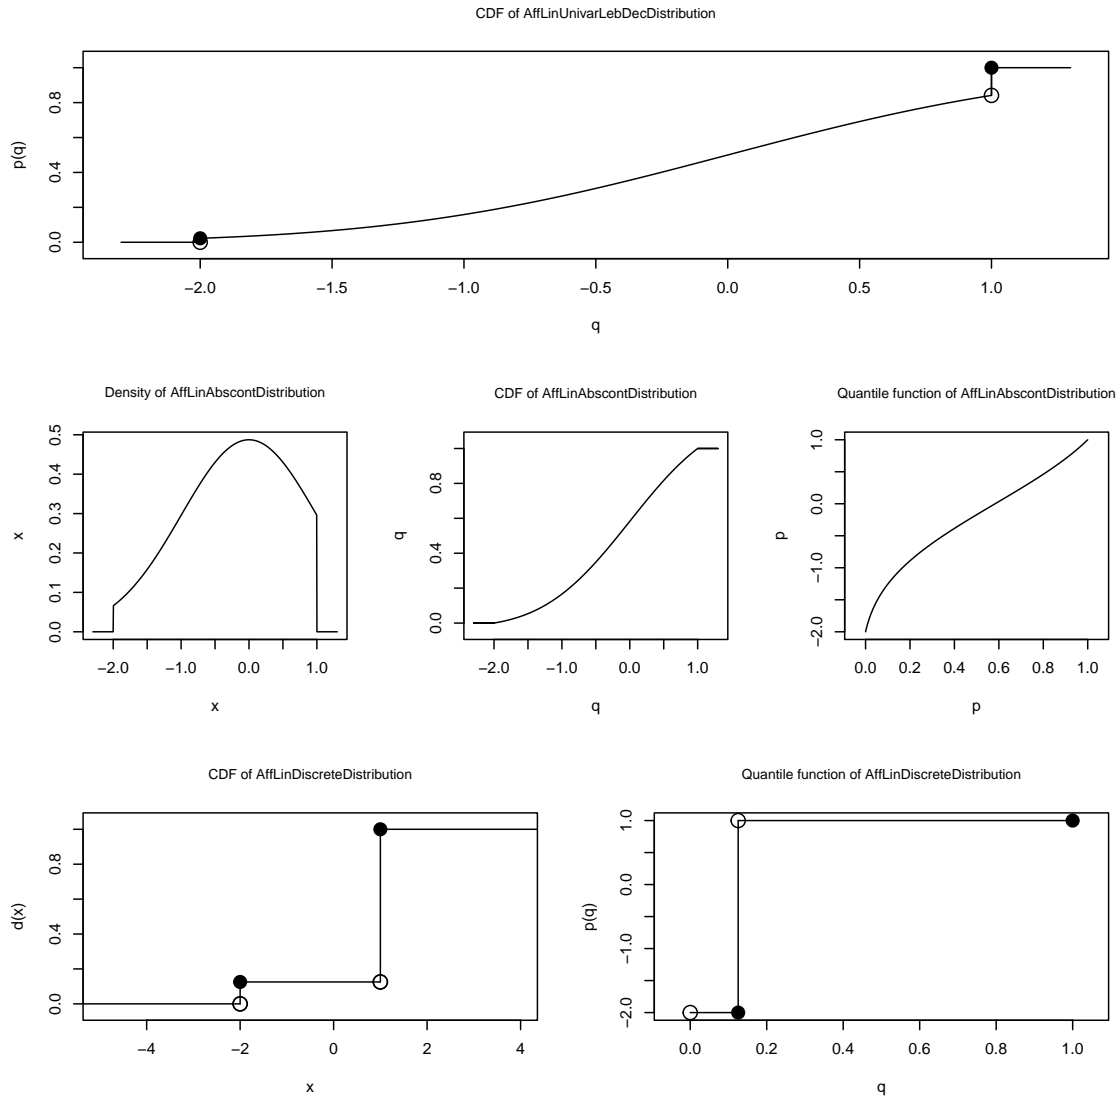 CDF of AffLinUnivarLebDecDistribution
p(q)
0.0 0.4 0.8
−2.0 −1.5 −1.0 −0.5 0.0 0.5 1.0
q
Density of AffLinAbscontDistribution
x
0.0 0.1 0.2 0.3 0.4 0.5
−2.0 −1.0 0.0 1.0
x
CDF of AffLinAbscontDistribution
q
0.0 0.4 0.8
−2.0 −1.0 0.0 1.0
q
Quantile function of AffLinAbscontDistribution
p
−2.0 −1.0 0.0 1.0
0.0 0.2 0.4 0.6 0.8 1.0
p
CDF of AffLinDiscreteDistribution
d(x)
0.0 0.4 0.8
−4 −2 0 2 4
x
Quantile function of AffLinDiscreteDistribution
p(q)
−2.0 −1.0 0.0 1.0
0.0 0.2 0.4 0.6 0.8 1.0
q